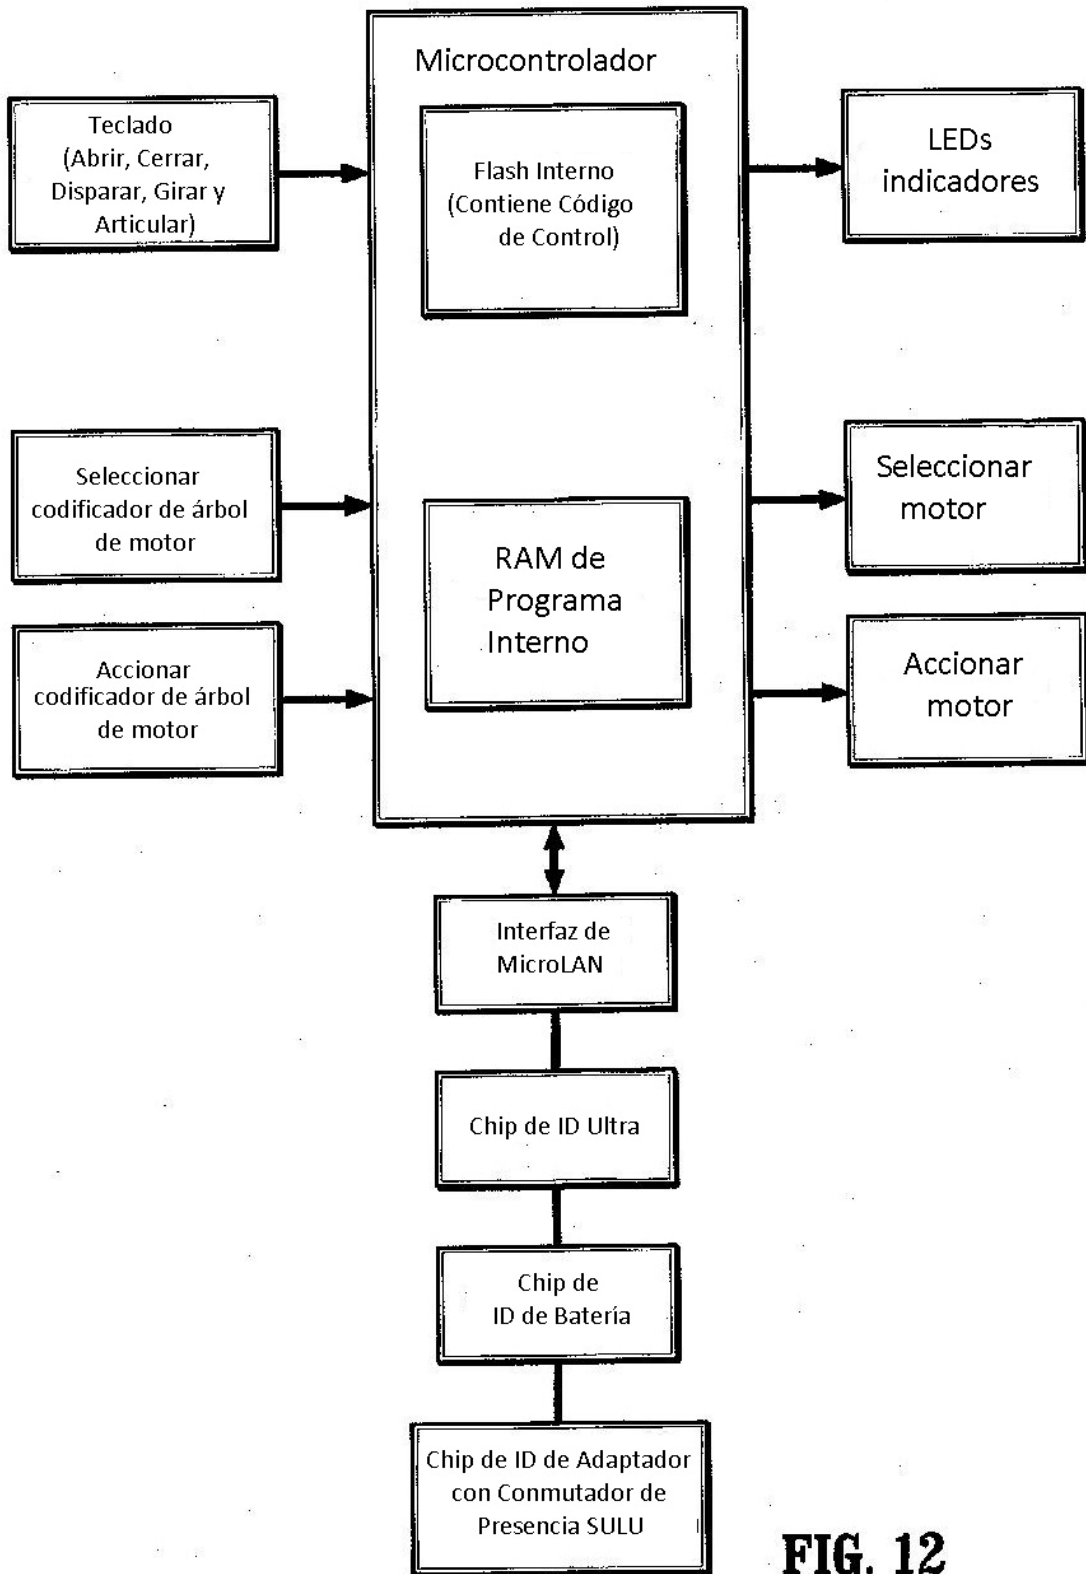 Microcontrolador
Teclado
(Abrir, Cerrar,
Disparar, Girar y
Articular)
Flash Interno
(Contiene Código
de Control)
LEDs
indicadores
Seleccionar
codificador de árbol
de motor
Seleccionar
motor
RAM de
Programa
Interno
Accionar
codificador de árbol
de motor
Accionar
motor
Interfaz de
MicroLAN
Chip de ID Ultra
Chip de
ID de Batería
Chip de ID de Adaptador
con Conmutador de
Presencia SULU
FIG. 12